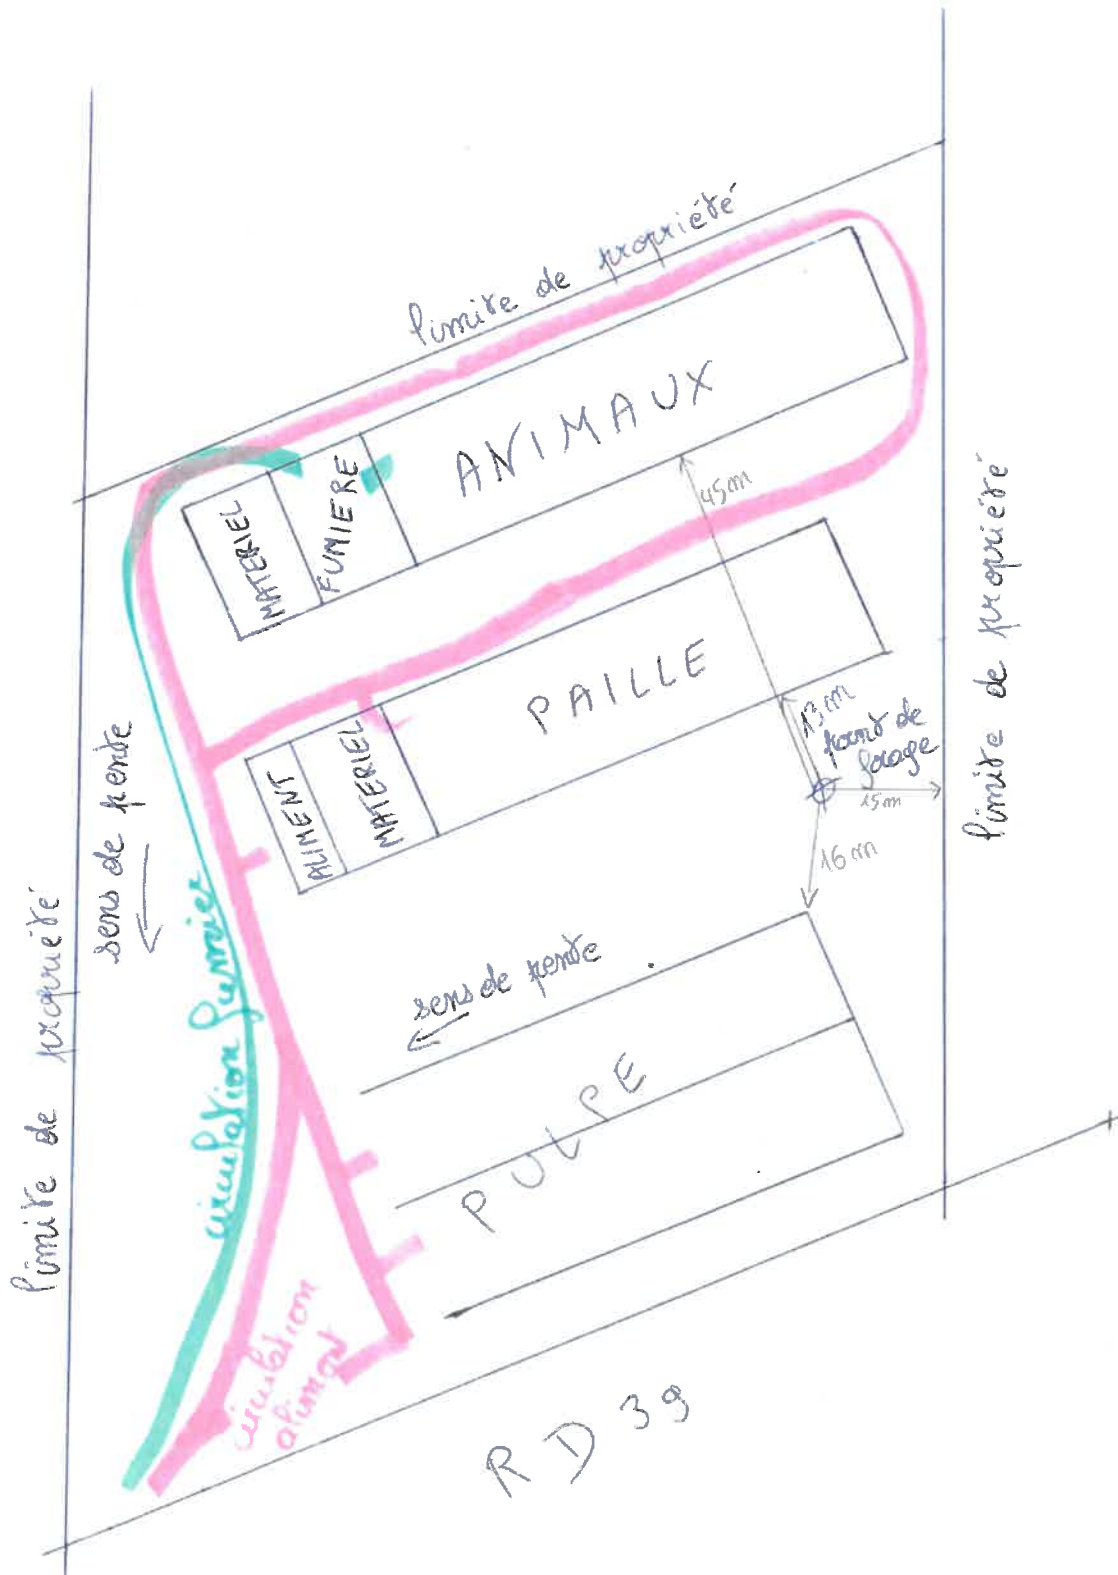 limite de propriété
ANIMAUX
MATERIEL
FUMIERE
45m
PAILLE
MATERIEL
ALIMENT
13m
point de
forage
15m
16m
limite de propriété
sens de pente
sens de pente
limite de propriété
circulation fumier
PULPE
circulation
aliment
RD 39